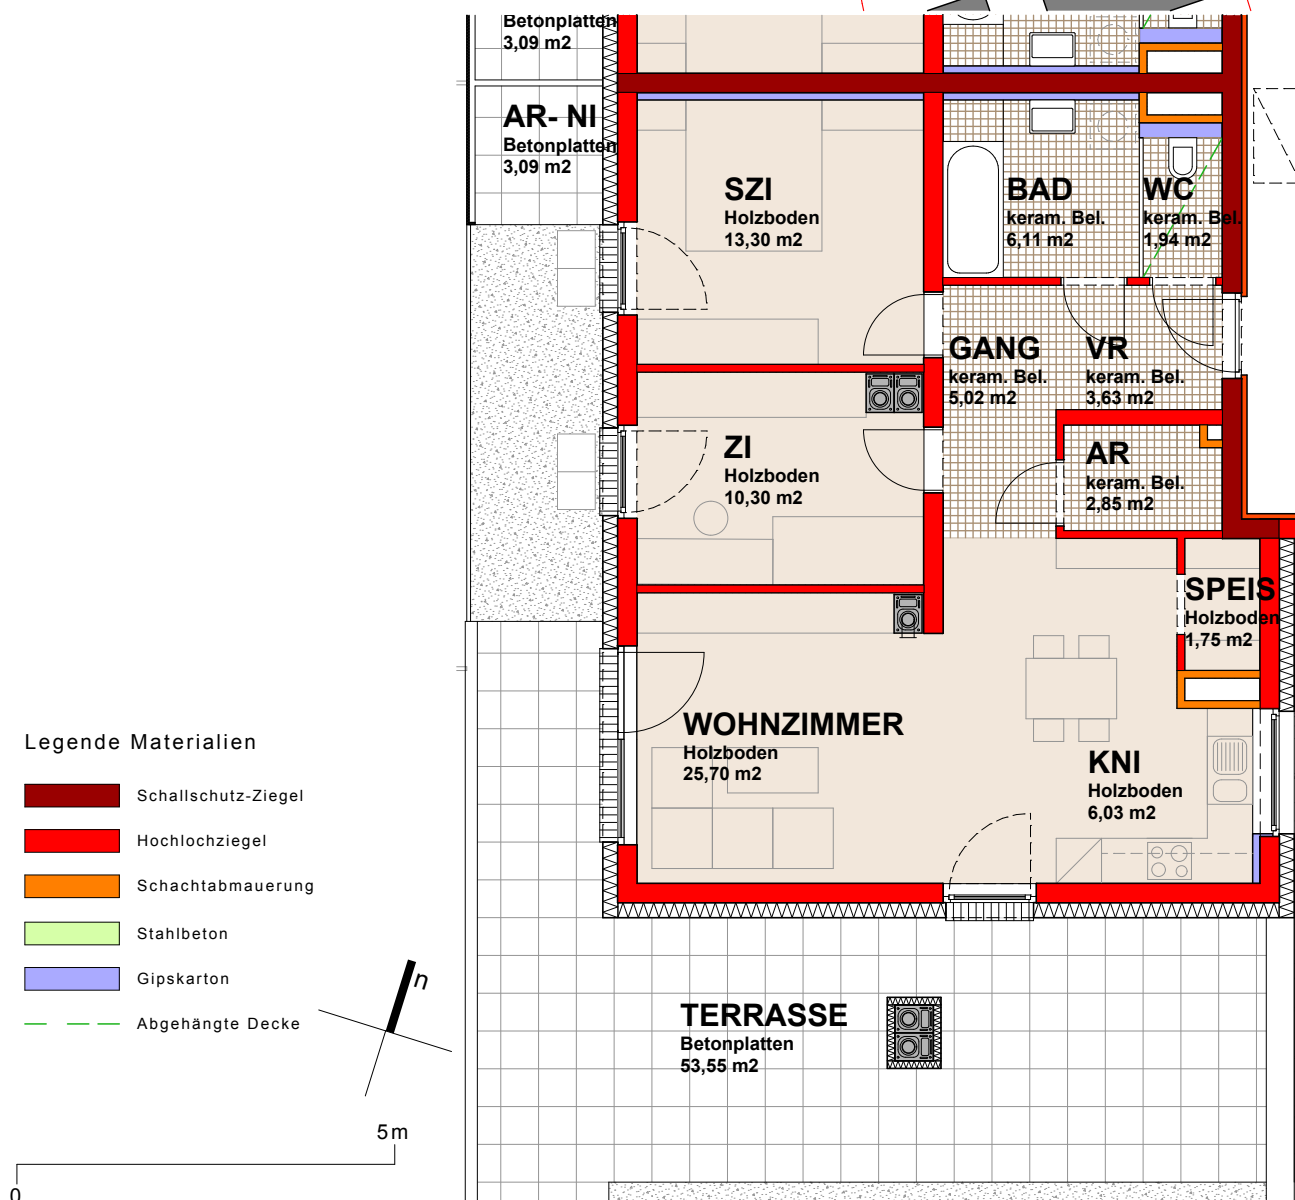 Betonplatten
3,09 m2
AR- NI
Betonplatten
3,09 m2
SZI
Holzboden
13,30 m2
BAD
keram. Bel.
6,11 m2
WC
keram. Bel.
1,94 m2
GANG
keram. Bel.
5,02 m2
VR
keram. Bel.
3,63 m2
ZI
Holzboden
10,30 m2
AR
keram. Bel.
2,85 m2
SPEIS
Holzboden
1,75 m2
WOHNZIMMER
Holzboden
25,70 m2
KNI
Holzboden
6,03 m2
TERRASSE
Betonplatten
53,55 m2
Legende Materialien
Schallschutz-Ziegel
Hochlochziegel
Schachtabmauerung
Stahlbeton
Gipskarton
Abgehängte Decke
n
5m
0